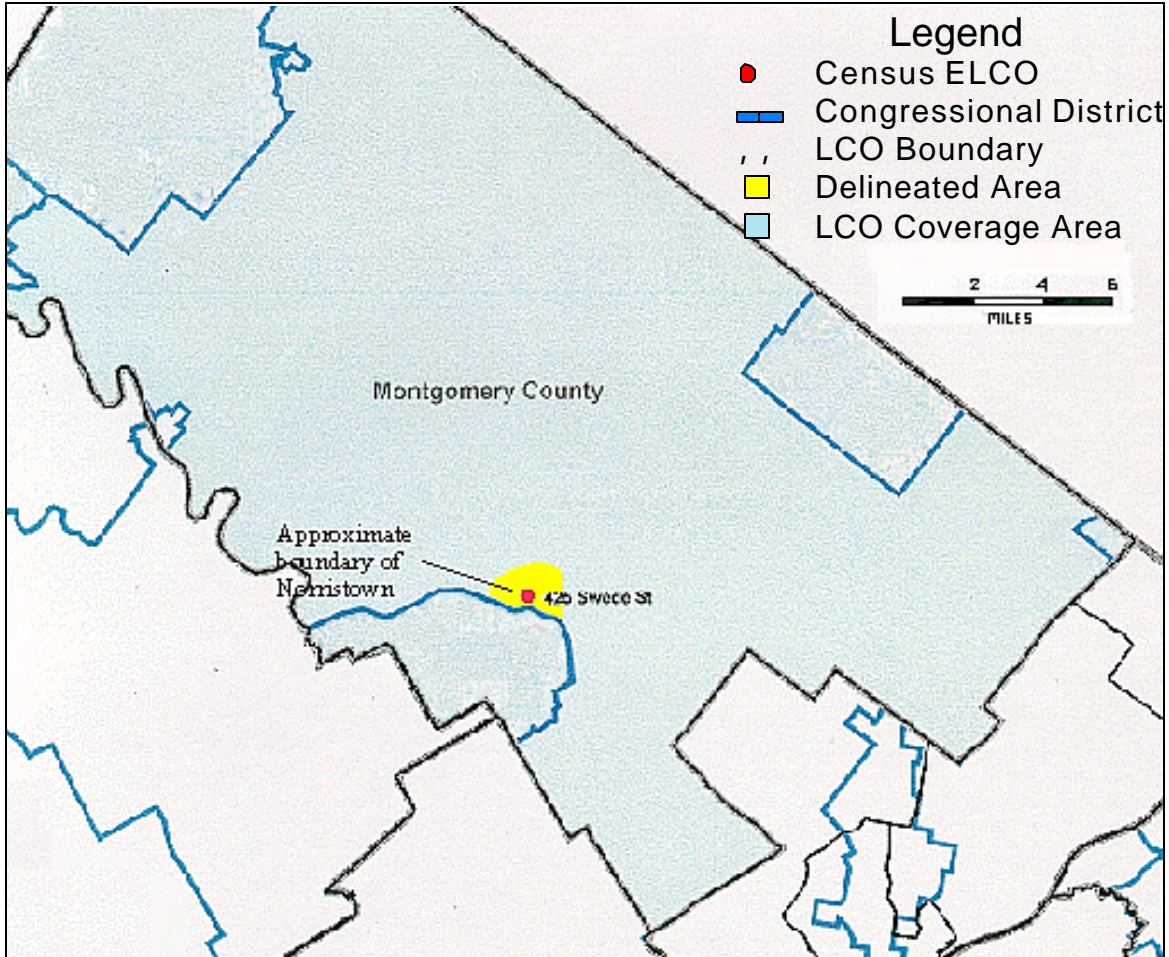 Legend
Census ELCO
Congressional District
LCO Boundary
Delineated Area
LCO Coverage Area
2 4 6
MILES
Montgomery County
Approximate
boundary of
Norristown
425 Swede St